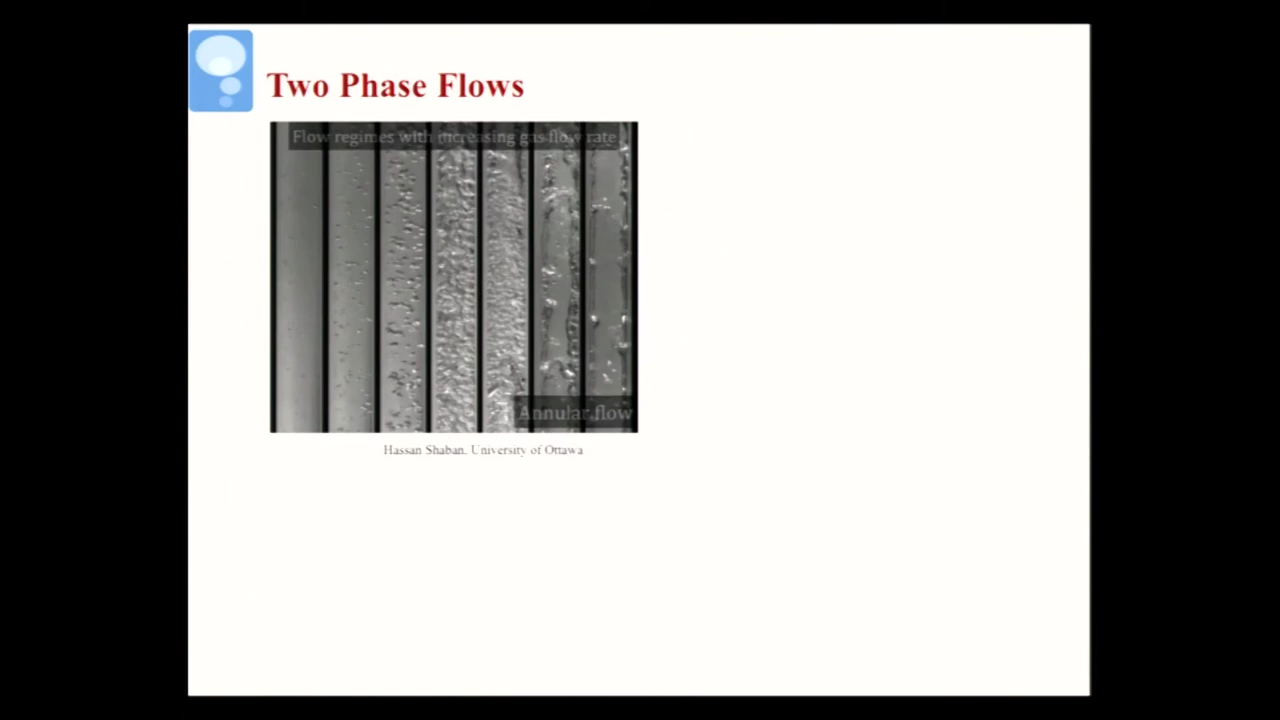 Two Phase Flows
Flow regimes with increasing gas flow rate
Annular flow
Hassan Shaban. University of Ottawa